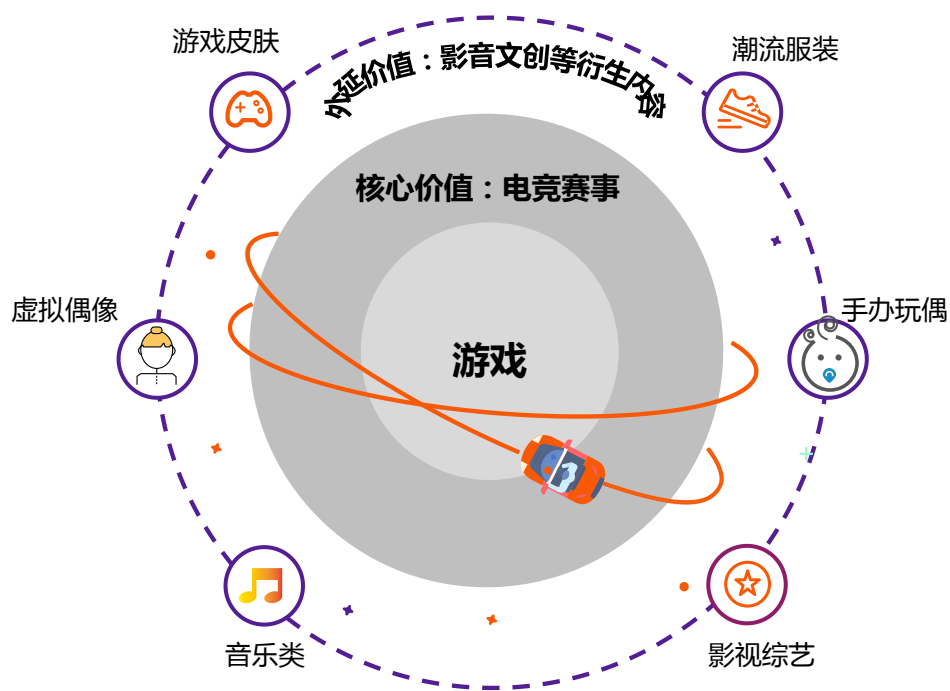 游戏皮肤
潮流服装
外延价值：影音文创等衍生内容
核心价值：电竞赛事
虚拟偶像
手办玩偶
游戏
音乐类
影视综艺